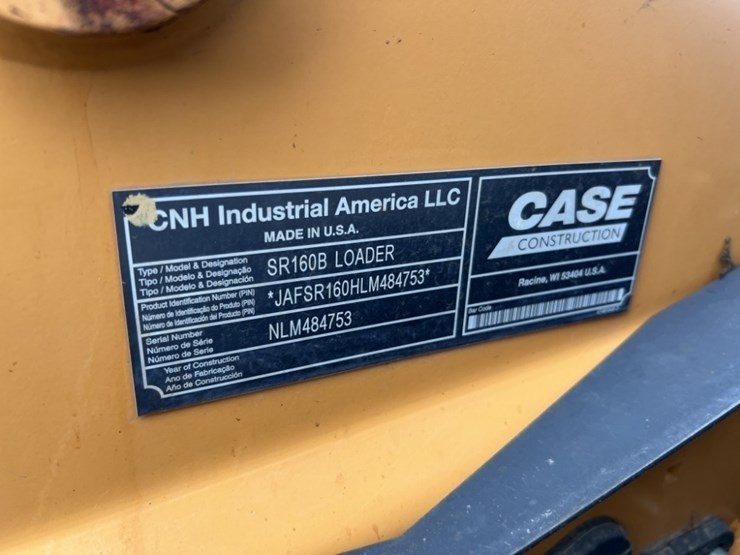 CNH Industrial America LLC
MADE IN U.S.A.
Type / Model & Designation
Tipo / Modelo & Designação
Tipo / Modelo & Designación
SR160B LOADER
Product Identification Number (PIN)
Número de Identificação do Produto (PIN)
Número de Identificación del Producto (PIN)
*JAFSR160HLM484753*
Serial Number
Número de Série
Número de Serie
NLM484753
Year of Construction
Ano de Fabricação
Año de Construcción
CASE
CONSTRUCTION
Racine, WI 53404 U.S.A.
Bar Code